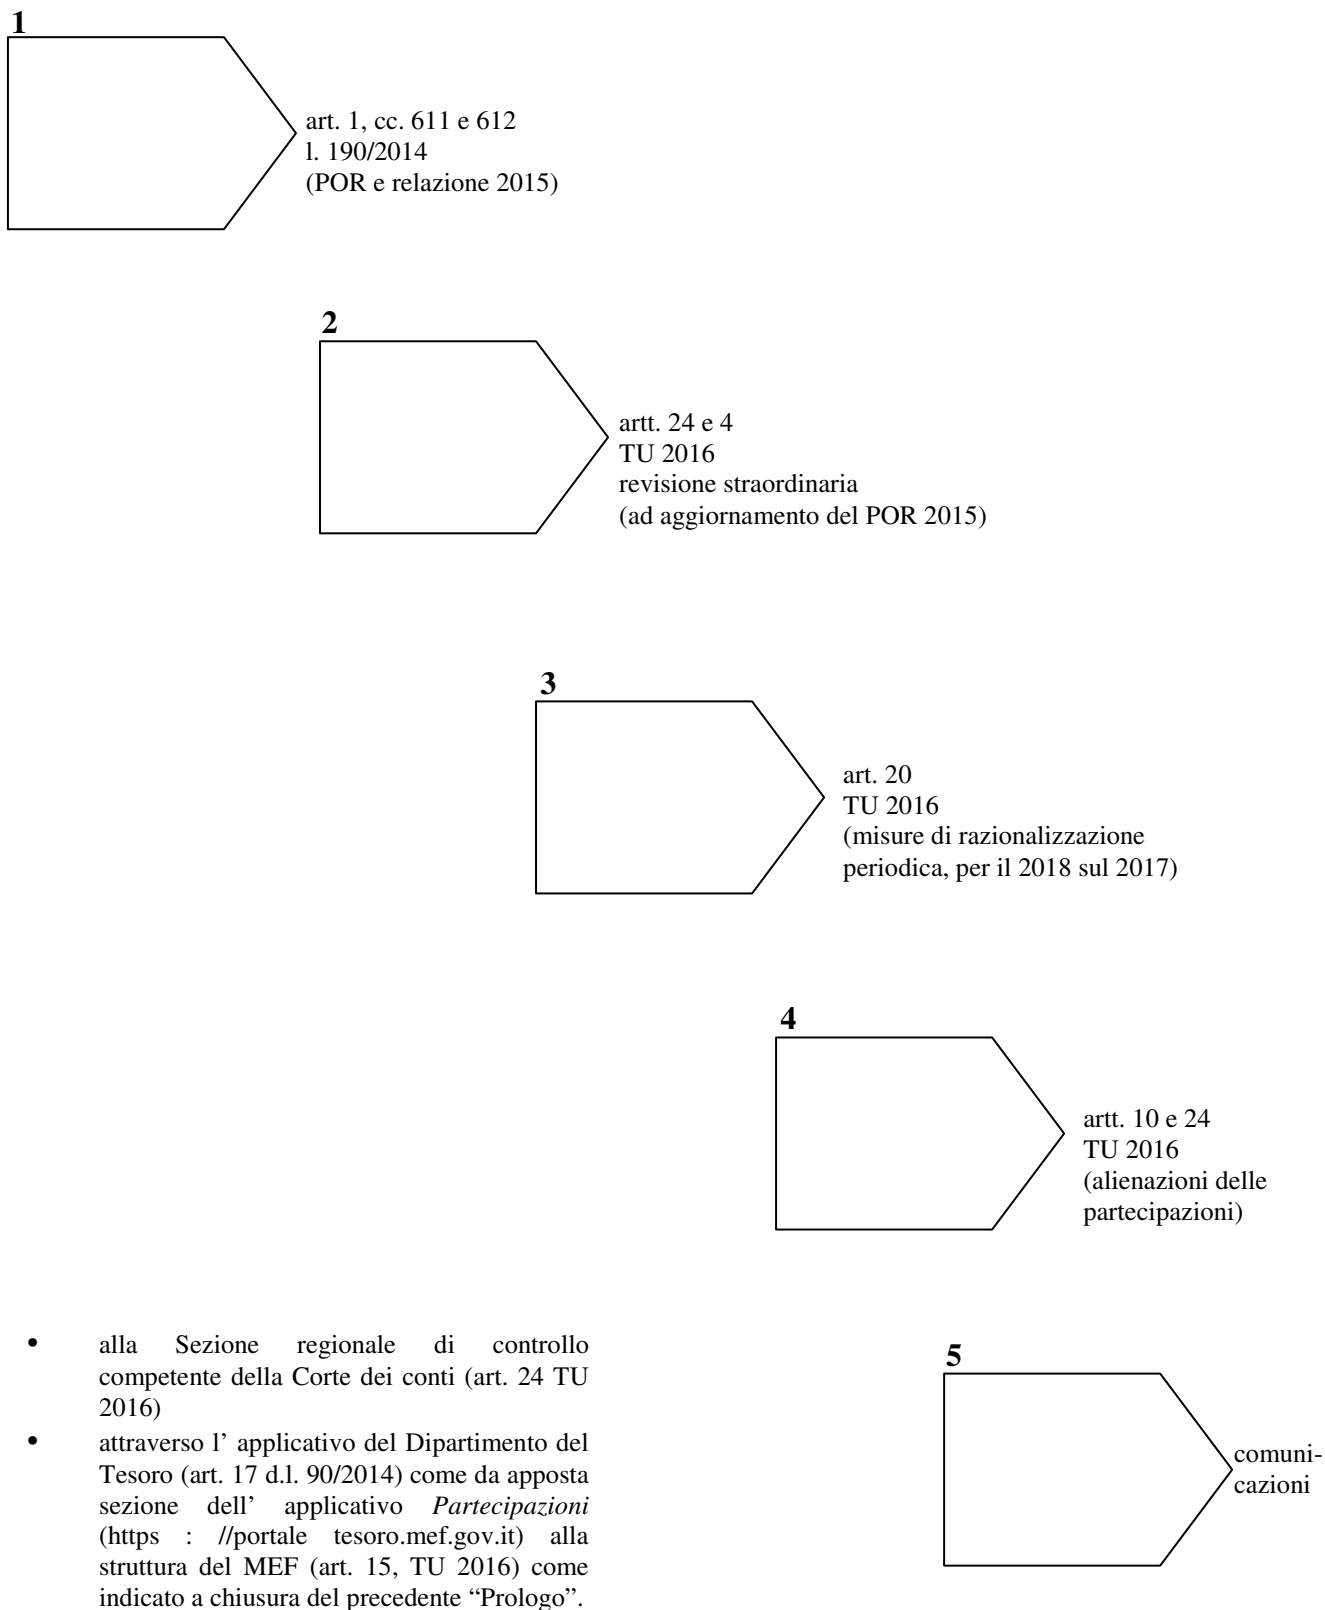 1
art. 1, cc. 611 e 612
l. 190/2014
(POR e relazione 2015)
2
artt. 24 e 4
TU 2016
revisione straordinaria
(ad aggiornamento del POR 2015)
3
art. 20
TU 2016
(misure di razionalizzazione
periodica, per il 2018 sul 2017)
4
artt. 10 e 24
TU 2016
(alienazioni delle
partecipazioni)
• alla Sezione regionale di controllo
competente della Corte dei conti (art. 24 TU
2016)
• attraverso l’ applicativo del Dipartimento del
Tesoro (art. 17 d.l. 90/2014) come da apposta
sezione dell’ applicativo Partecipazioni
(https : //portale tesoro.mef.gov.it) alla
struttura del MEF (art. 15, TU 2016) come
indicato a chiusura del precedente “Prologo”.
5
comuni-
cazioni